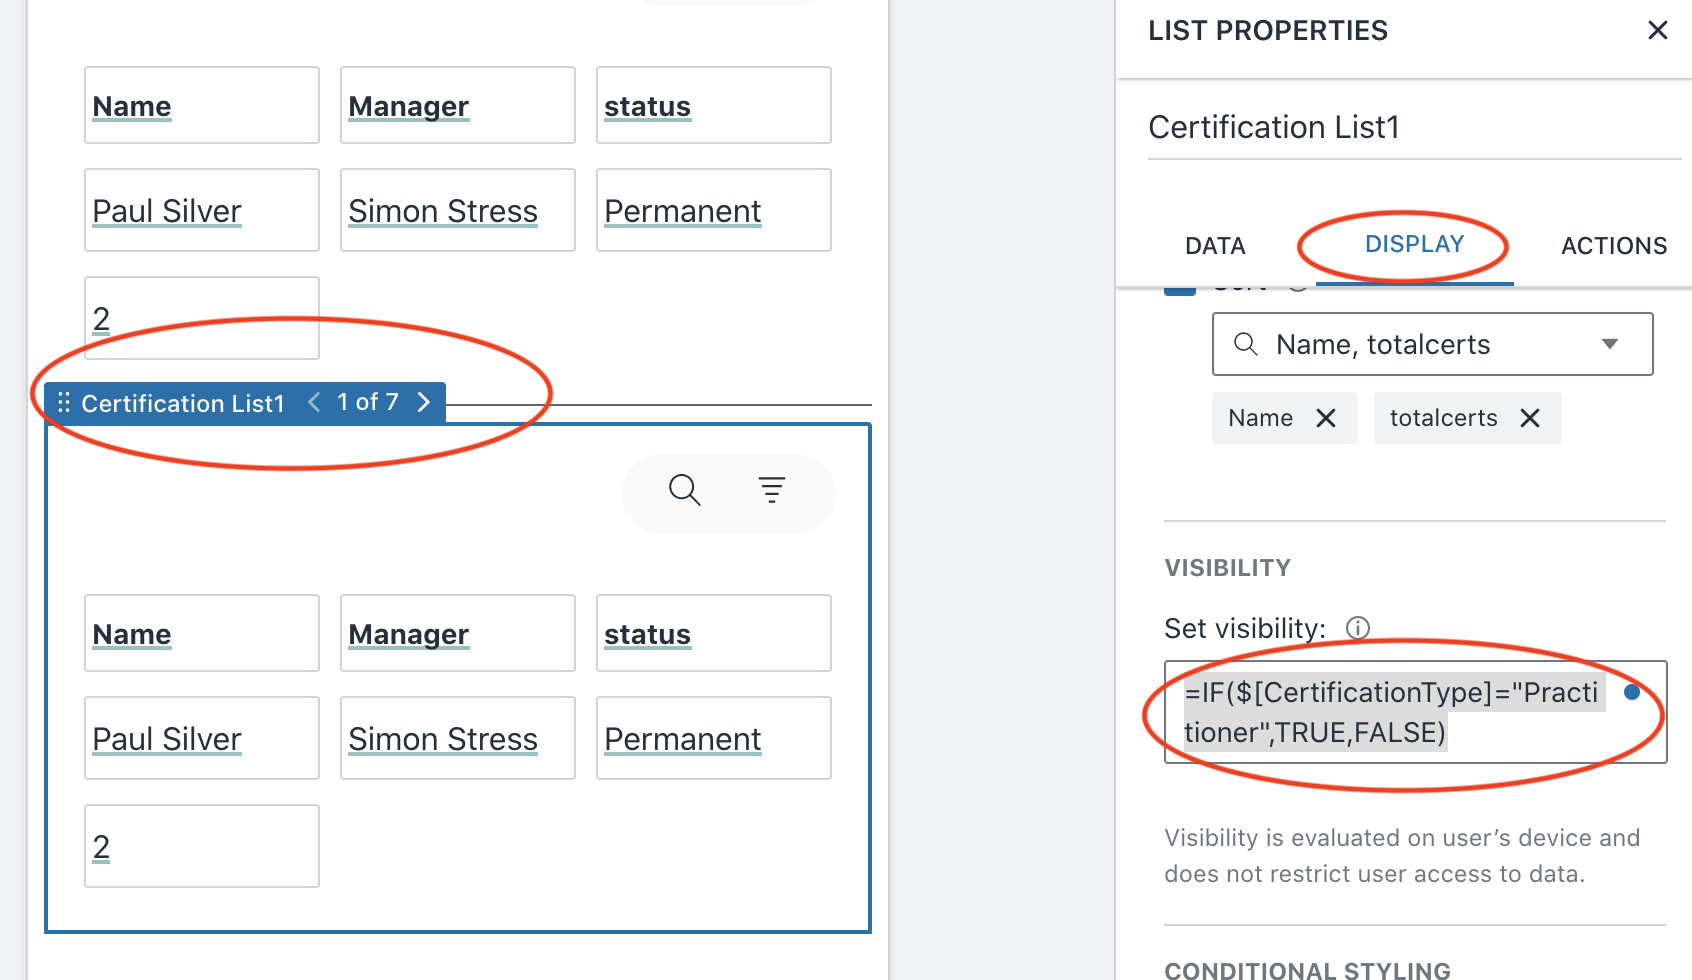 Name Manager status
Paul Silver Simon Stress Permanent
2
Certification List1 1 of 7
Name Manager status
Paul Silver Simon Stress Permanent
2
LIST PROPERTIES
Certification List1
DATA DISPLAY ACTIONS
Sort
Name, totalcerts
Name totalcerts
VISIBILITY
Set visibility:
=IF($[CertificationType]="Practi
tioner",TRUE,FALSE)
Visibility is evaluated on user's device and
does not restrict user access to data.
CONDITIONAL STYLING